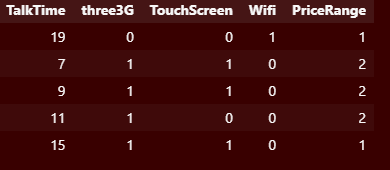 TalkTime three3G TouchScreen Wifi PriceRange
19 0 0 1 1
7 1 1 0 2
9 1 1 0 2
11 1 0 0 2
15 1 1 0 1